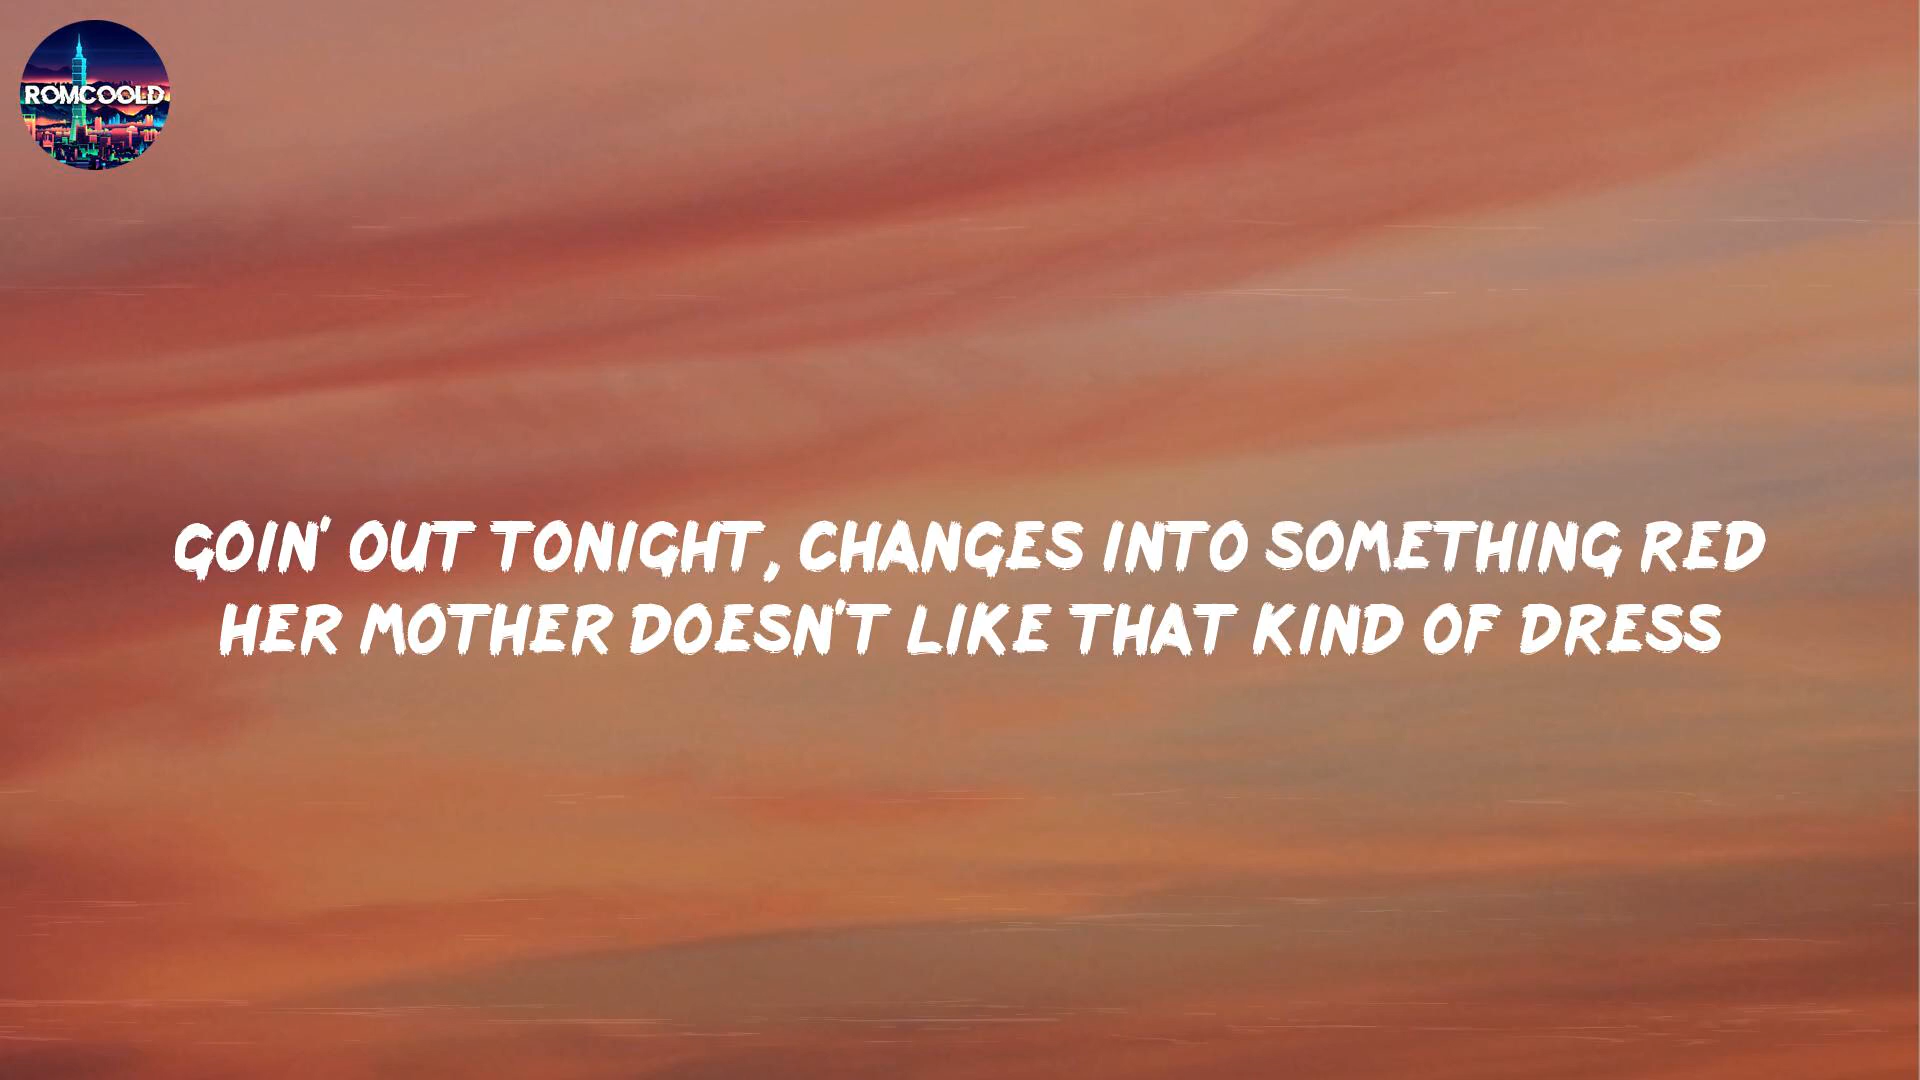 ROMCOOLD
GOIN' OUT TONIGHT, CHANGES INTO SOMETHING RED
HER MOTHER DOESN'T LIKE THAT KIND OF DRESS